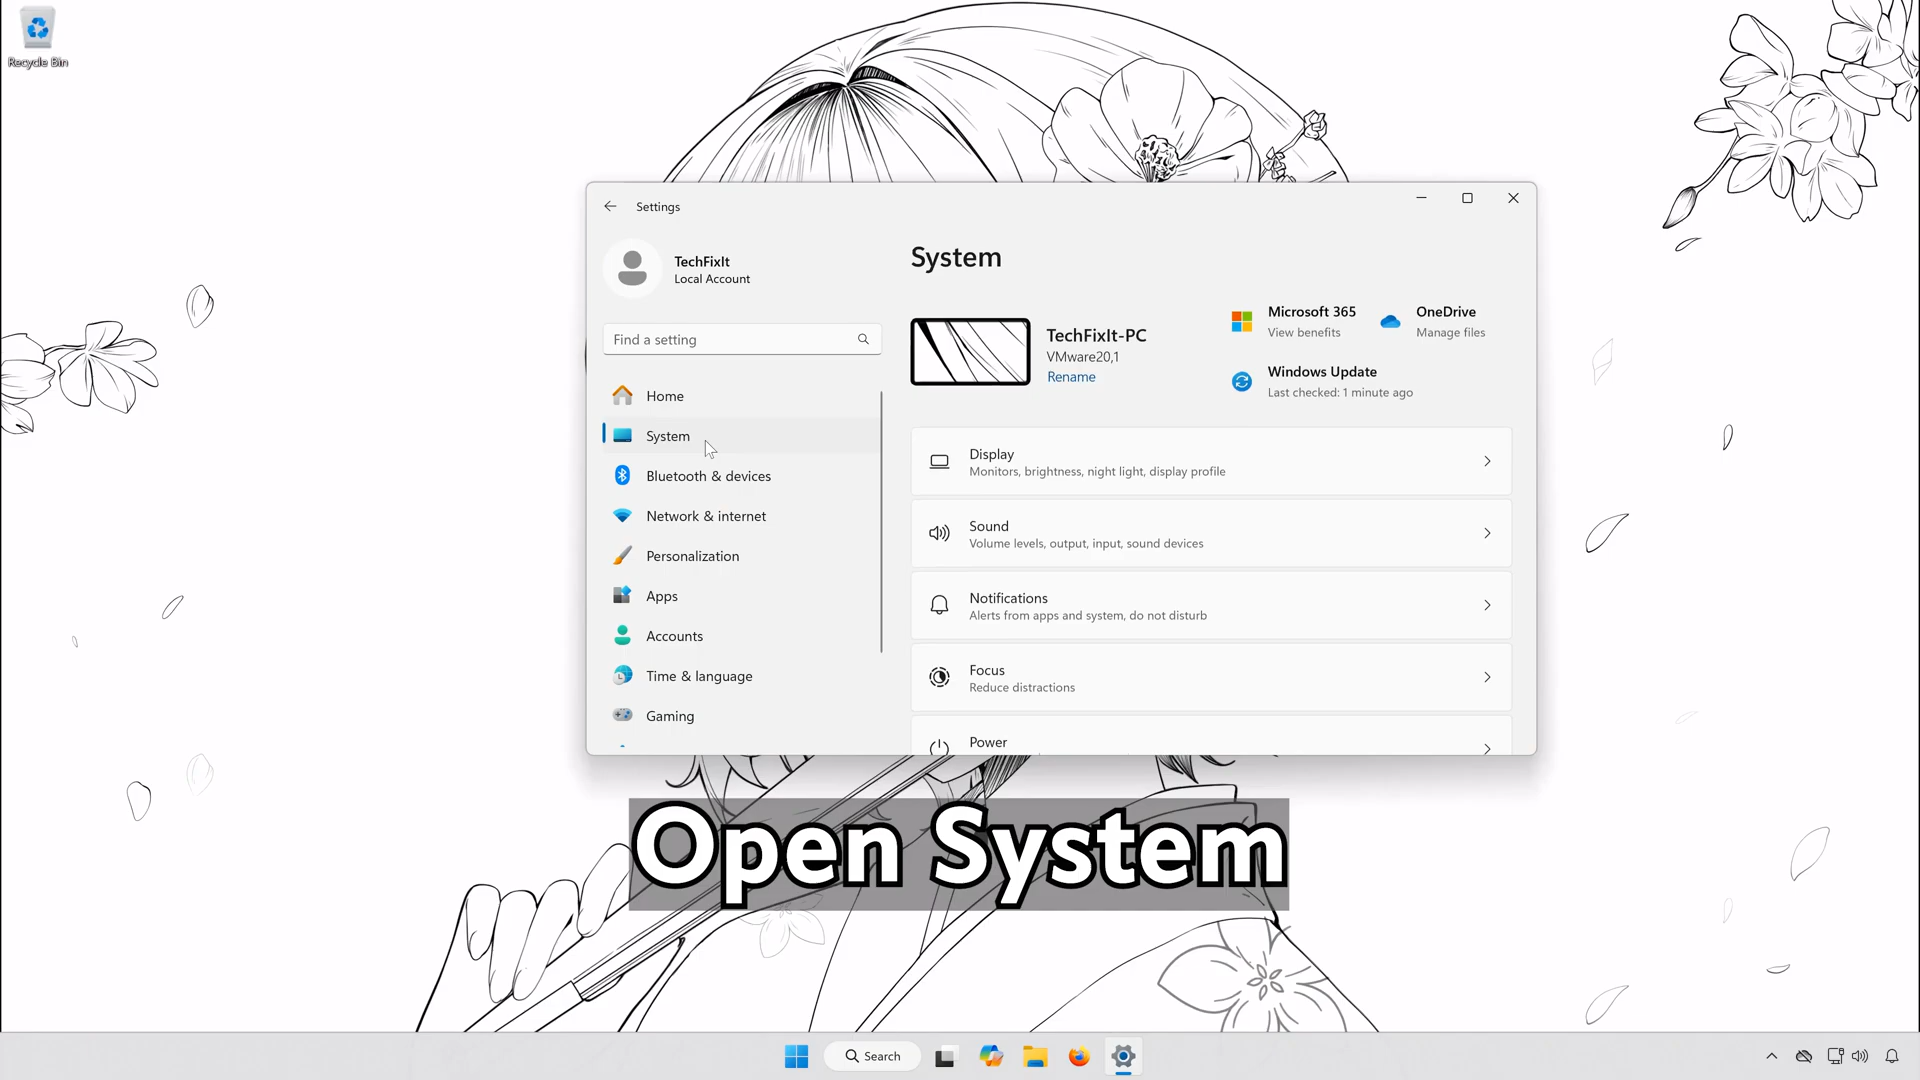 Recycle Bin
Settings
TechFixIt
Local Account
Find a setting
Home
System
Bluetooth & devices
Network & internet
Personalization
Apps
Accounts
Time & language
Gaming
System
TechFixIt-PC
VMware20,1
Rename
Microsoft 365
View benefits
OneDrive
Manage files
Windows Update
Last checked: 1 minute ago
Display
Monitors, brightness, night light, display profile
Sound
Volume levels, output, input, sound devices
Notifications
Alerts from apps and system, do not disturb
Focus
Reduce distractions
Power
Open System
Search